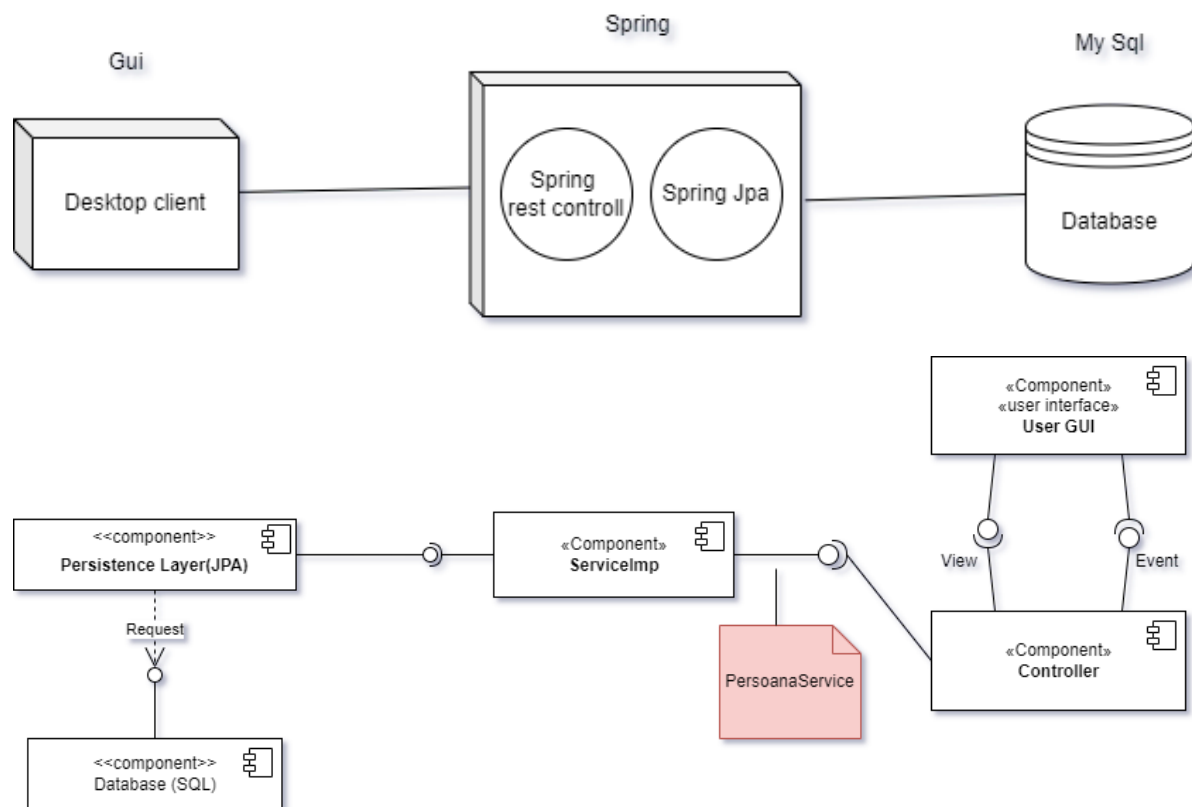 Gui
Spring
My Sql
Desktop client
Spring
rest controll
Spring Jpa
Database
«Component»
«user interface»
User GUI
<<component>>
Persistence Layer(JPA)
«Component»
ServiceImp
View
Event
Request
PersoanaService
«Component»
Controller
<<component>>
Database (SQL)